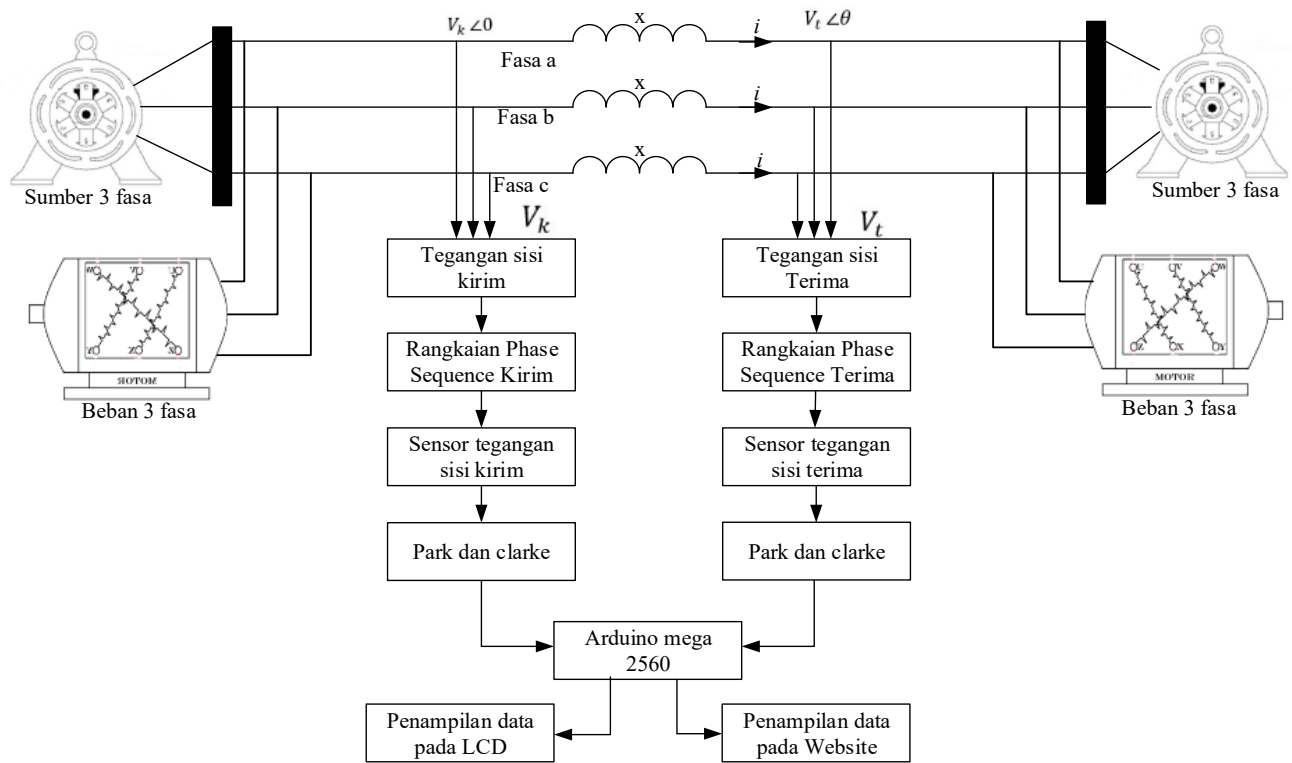 V_k ∠0
V_t ∠θ
x
i
Fasa a
x
i
Fasa b
x
i
Fasa c
Sumber 3 fasa
Sumber 3 fasa
V_k
V_t
Tegangan sisi
kirim
Tegangan sisi
Terima
Rangkaian Phase
Sequence Kirim
Rangkaian Phase
Sequence Terima
MOTOR
Beban 3 fasa
U V W
Z X Y
MOTOR
Beban 3 fasa
Sensor tegangan
sisi kirim
Sensor tegangan
sisi terima
Park dan clarke
Park dan clarke
Arduino mega
2560
Penampilan data
pada LCD
Penampilan data
pada Website